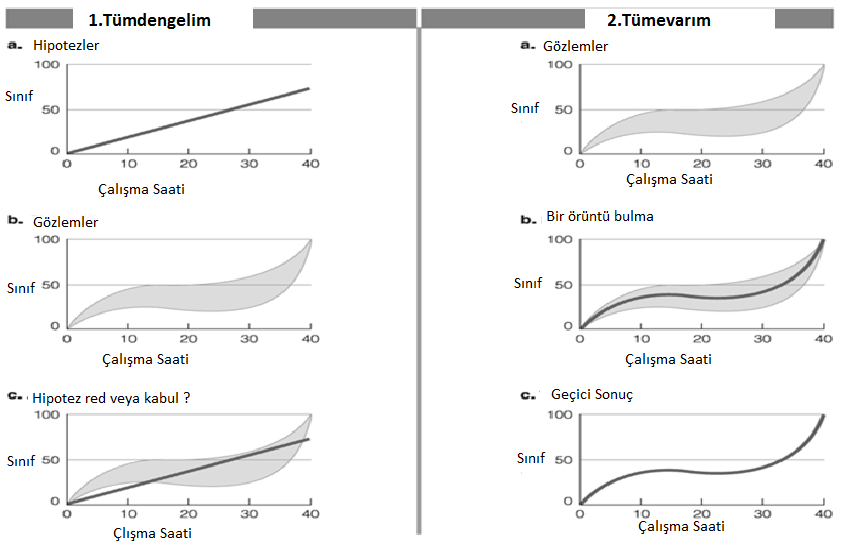 1.Tümdengelim
a. Hipotezler
100
Sınıf
50
0
0 10 20 30 40
Çalışma Saati
b. Gözlemler
100
Sınıf
50
0
0 10 20 30 40
Çalışma Saati
c. Hipotez red veya kabul ?
100
Sınıf
50
0
0 10 20 30 40
Çlışma Saati
2.Tümevarım
a. Gözlemler
100
Sınıf
50
0
0 10 20 30 40
Çalışma Saati
b. Bir örüntü bulma
100
Sınıf
50
0
0 10 20 30 40
Çalışma Saati
c. Geçici Sonuç
100
Sınıf
50
0
0 10 20 30 40
Çalışma Saati